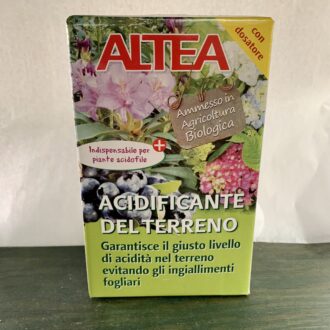 ALTEA
con
dosatore
Ammesso in
Agricoltura
Biologica
Indispensabile per
piante acidofile
ACIDIFICANTE
DEL TERRENO
Garantisce il giusto livello
di acidità nel terreno
evitando gli ingiallimenti
fogliari